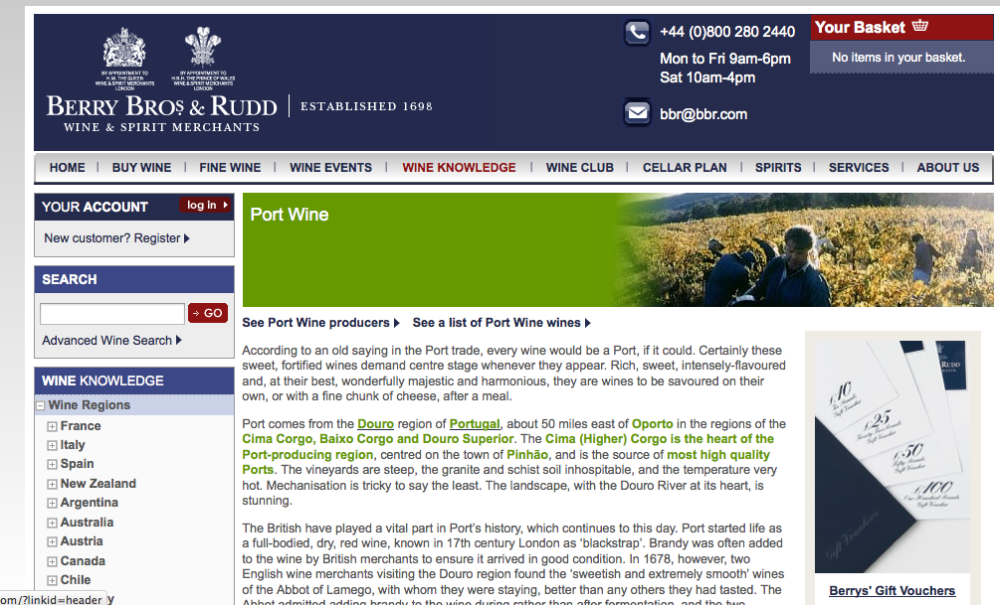 BY APPOINTMENT TO
H.M. THE QUEEN
WINE & SPIRIT MERCHANTS
LONDON
BY APPOINTMENT TO
H.R.H. THE PRINCE OF WALES
WINE & SPIRIT MERCHANTS
LONDON
BERRY BROS. & RUDD
WINE & SPIRIT MERCHANTS
ESTABLISHED 1698
+44 (0)800 280 2440
Mon to Fri 9am-6pm
Sat 10am-4pm
bbr@bbr.com
Your Basket
No items in your basket.
HOME | BUY WINE | FINE WINE | WINE EVENTS | WINE KNOWLEDGE | WINE CLUB | CELLAR PLAN | SPIRITS | SERVICES | ABOUT US
YOUR ACCOUNT
log in
New customer? Register
SEARCH
GO
Advanced Wine Search
WINE KNOWLEDGE
Wine Regions
France
Italy
Spain
New Zealand
Argentina
Australia
Austria
Canada
Chile
om/?linkid=header
Port Wine
See Port Wine producers See a list of Port Wine wines
According to an old saying in the Port trade, every wine would be a Port, if it could. Certainly these
sweet, fortified wines demand centre stage whenever they appear. Rich, sweet, intensely-flavoured
and, at their best, wonderfully majestic and harmonious, they are wines to be savoured on their
own, or with a fine chunk of cheese, after a meal.
Port comes from the Douro region of Portugal, about 50 miles east of Oporto in the regions of the
Cima Corgo, Baixo Corgo and Douro Superior. The Cima (Higher) Corgo is the heart of the
Port-producing region, centred on the town of Pinhão, and is the source of most high quality
Ports. The vineyards are steep, the granite and schist soil inhospitable, and the temperature very
hot. Mechanisation is tricky to say the least. The landscape, with the Douro River at its heart, is
stunning.
The British have played a vital part in Port's history, which continues to this day. Port started life as
a full-bodied, dry, red wine, known in 17th century London as 'blackstrap'. Brandy was often added
to the wine by British merchants to ensure it arrived in good condition. In 1678, however, two
English wine merchants visiting the Douro region found the 'sweetish and extremely smooth' wines
of the Abbot of Lamego, with whom they were staying, better than any others they had tasted. The
Abbot admitted adding brandy to the wine during rather than after fermentation, and the two
RUDD
£10
Gift Voucher
£25
Gift Voucher
£50
Fifty Pounds
Gift Voucher
£100
One Hundred Pounds
Gift Voucher
Gift Vouchers
Berrys' Gift Vouchers